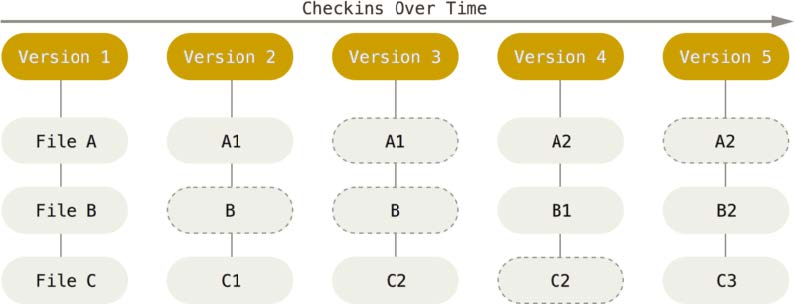 Checkins Over Time
Version 1 Version 2 Version 3 Version 4 Version 5
File A A1 A1 A2 A2
File B B B B1 B2
File C C1 C2 C2 C3